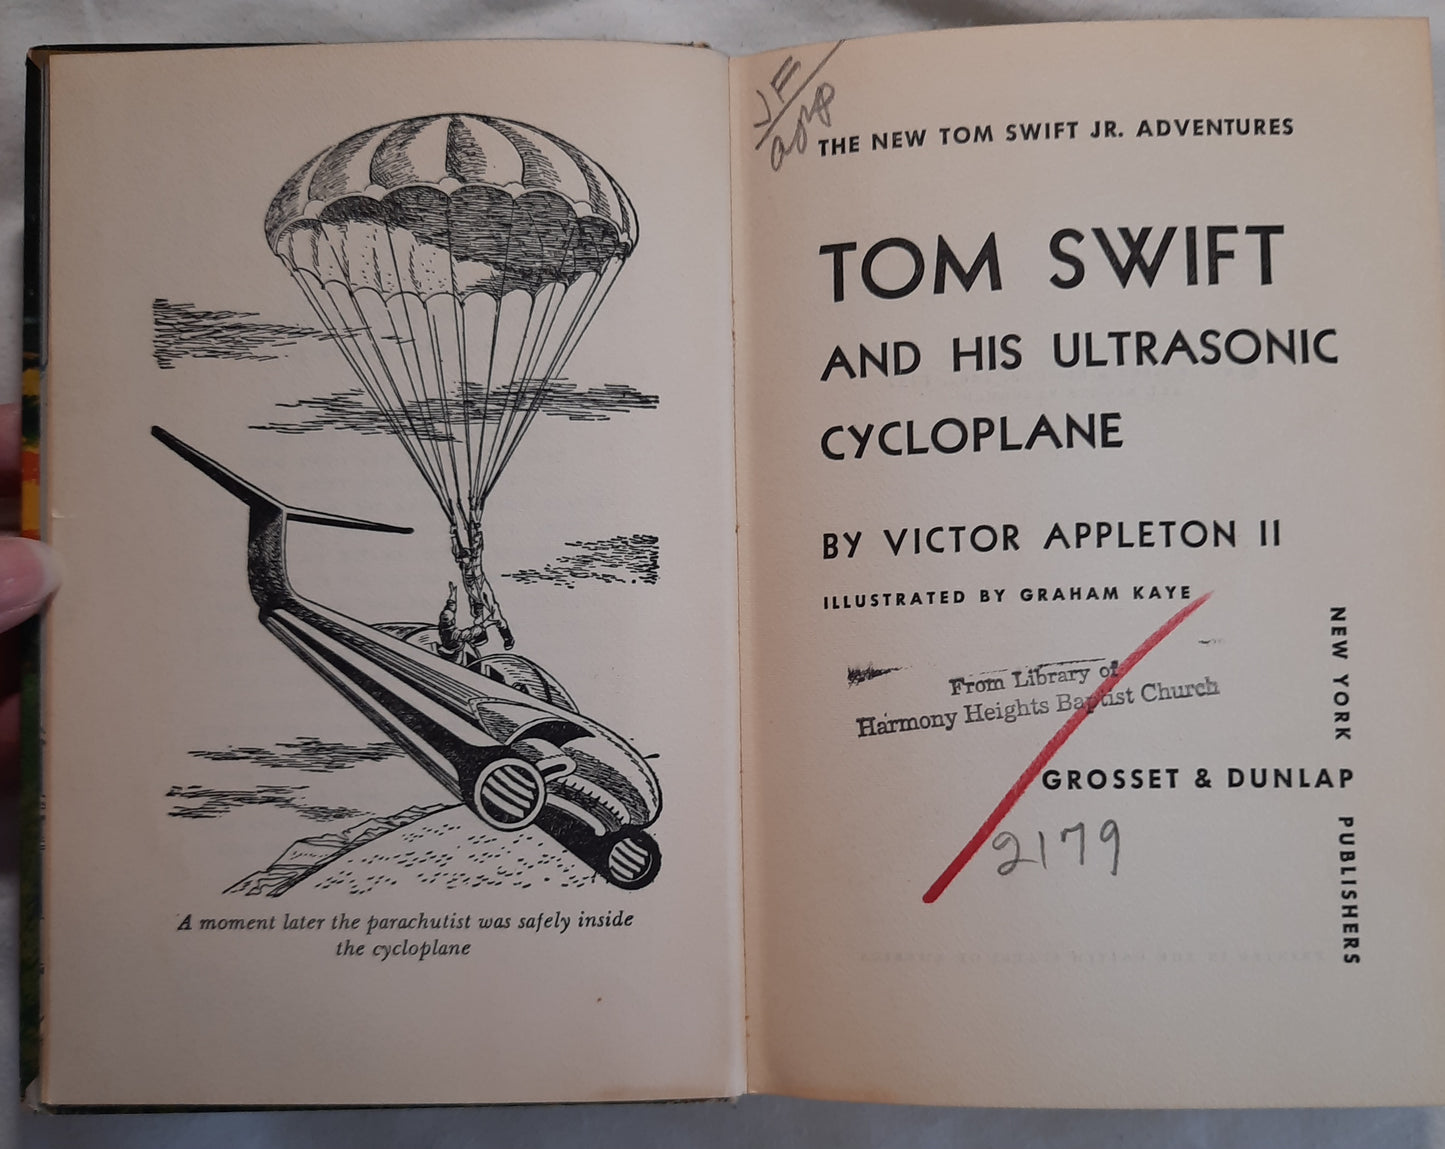 A moment later the parachutist was safely inside
the cycloplane
JF
app
THE NEW TOM SWIFT JR. ADVENTURES
TOM SWIFT
AND HIS ULTRASONIC
CYCLOPLANE
BY VICTOR APPLETON II
ILLUSTRATED BY GRAHAM KAYE
From Library of
Harmony Heights Baptist Church
GROSSET & DUNLAP
2179
NEW YORK PUBLISHERS